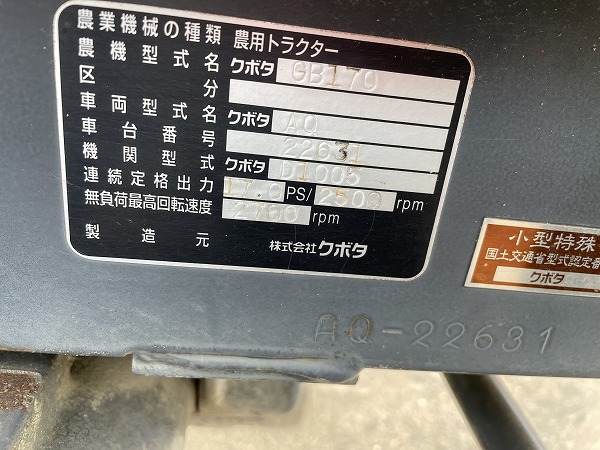 農業機械の種類 農用トラクター
農機型式名 クボタ GB170
区分
車両型式名 クボタ AQ
車台番号 22631
機関型式 クボタ D1005
連続定格出力 17.0 PS/2500 rpm
無負荷最高回転速度 2700 rpm
製造元 株式会社クボタ
小型特殊
国土交通省型式認定番
クボタ
AQ-22631